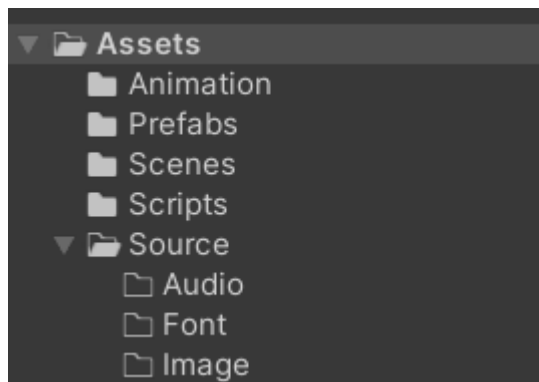 Assets
Animation
Prefabs
Scenes
Scripts
Source
Audio
Font
Image